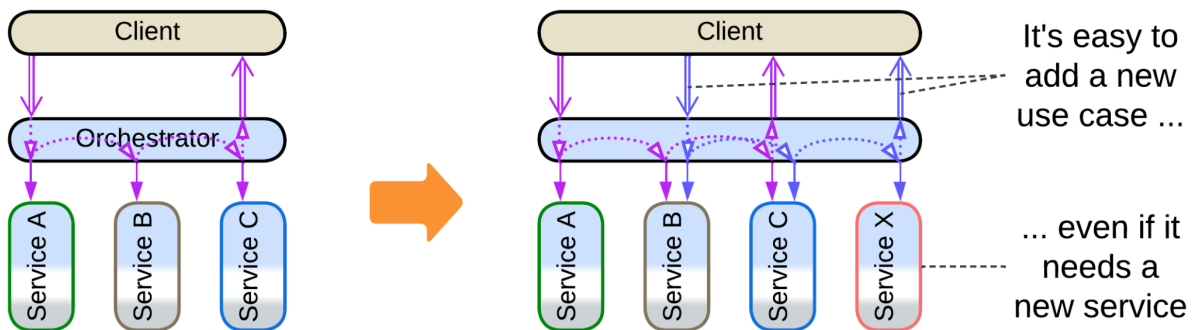 Client
Orchestrator
Service A
Service B
Service C
Client
Service A
Service B
Service C
Service X
It's easy to
add a new
use case ...
... even if it
needs a
new service